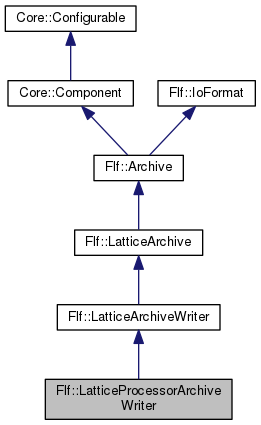 Core::Configurable
Core::Component
Flf::IoFormat
Flf::Archive
Flf::LatticeArchive
Flf::LatticeArchiveWriter
Flf::LatticeProcessorArchive
Writer